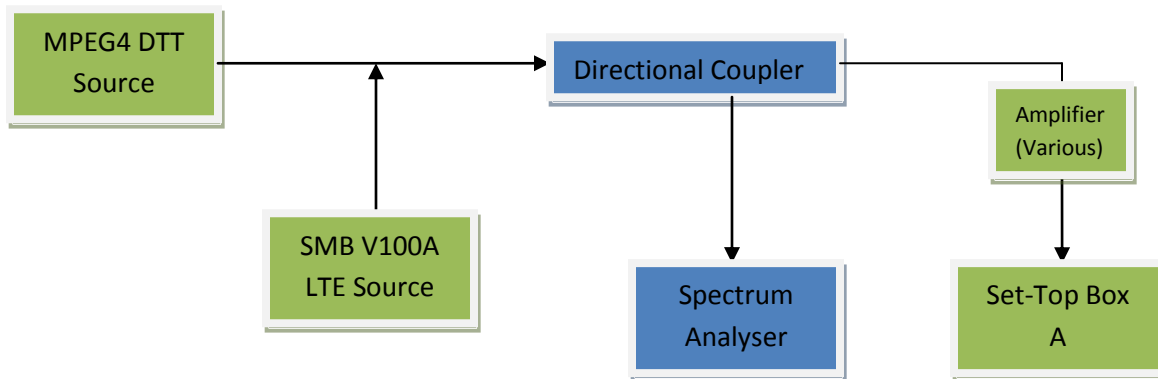 MPEG4 DTT
Source
Directional Coupler
Amplifier
(Various)
SMB V100A
LTE Source
Spectrum
Analyser
Set-Top Box
A